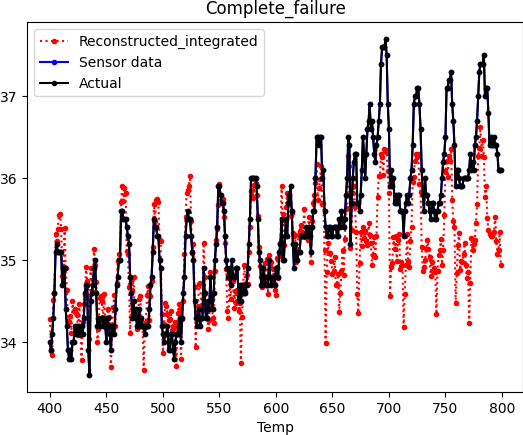 Complete_failure
Reconstructed_integrated
Sensor data
Actual
37
36
35
34
400 450 500 550 600 650 700 750 800
Temp